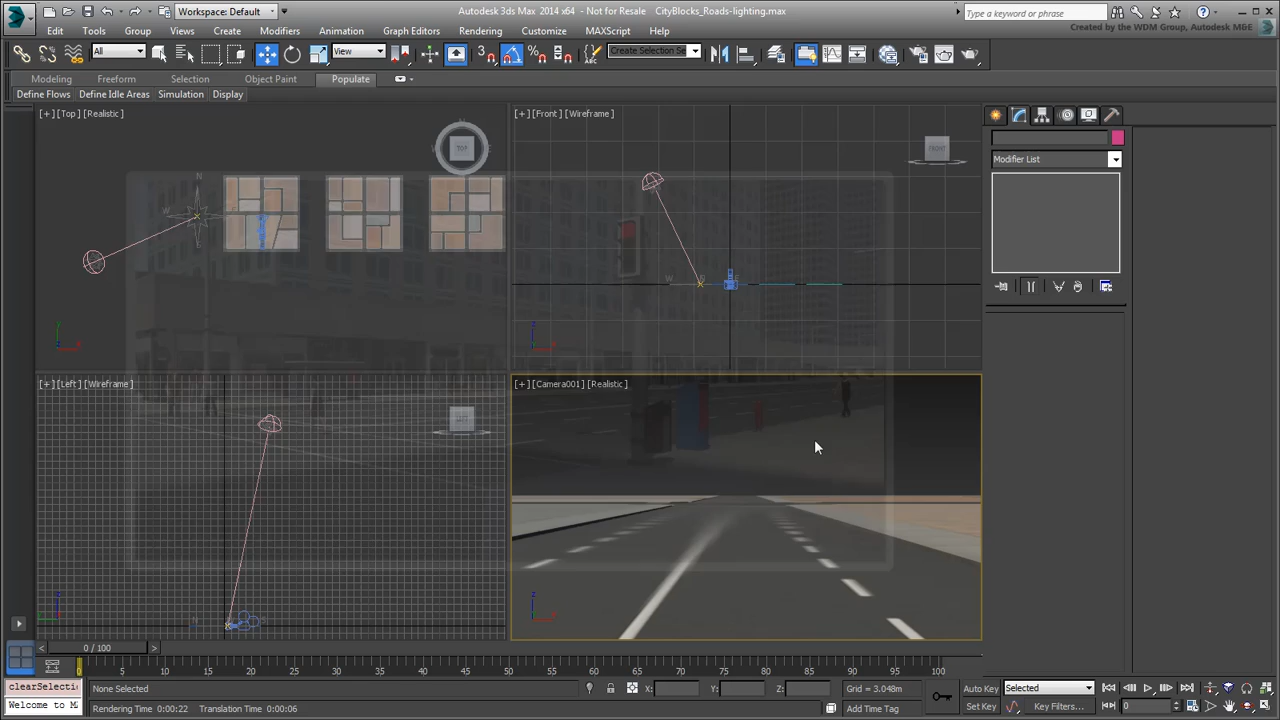 Workspace: Default
Autodesk 3ds Max 2014 x64 - Not for Resale CityBlocks_Roads-lighting.max
Type a keyword or phrase
Edit Tools Group Views Create Modifiers Animation Graph Editors Rendering Customize MAXScript Help
Created by the WDM Group, Autodesk M&E
All View Create Selection Se
Modeling Freeform Selection Object Paint Populate
Define Flows Define Idle Areas Simulation Display
[+] [Top] [Realistic]
[+] [Front] [Wireframe]
TOP
FRONT
Modifier List
[+] [Left] [Wireframe]
[+] [Camera001] [Realistic]
LEFT
0 / 100
0 5 10 15 20 25 30 35 40 45 50 55 60 65 70 75 80 85 90 95 100
clearSelecti
None Selected
X: Y: Z:
Grid = 3.048m
Auto Key Selected
Welcome to M
Rendering Time 0:00:22 Translation Time 0:00:06
Add Time Tag
Set Key Key Filters... 0